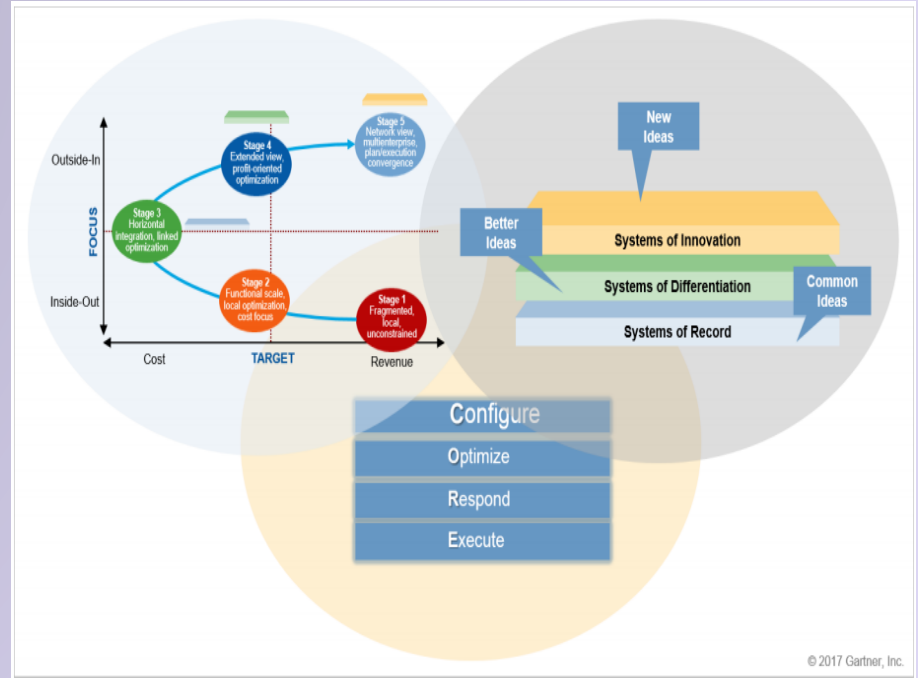 Outside-In
FOCUS
Inside-Out
Stage 5
Network view,
multienterprise,
plan/execution
convergence
Stage 4
Extended view,
profit-oriented
optimization
Stage 3
Horizontal
integration, linked
optimization
Stage 2
Functional scale,
local optimization,
cost focus
Stage 1
Fragmented,
local,
unconstrained
Cost
TARGET
Revenue
New
Ideas
Better
Ideas
Common
Ideas
Systems of Innovation
Systems of Differentiation
Systems of Record
Configure
Optimize
Respond
Execute
© 2017 Gartner, Inc.